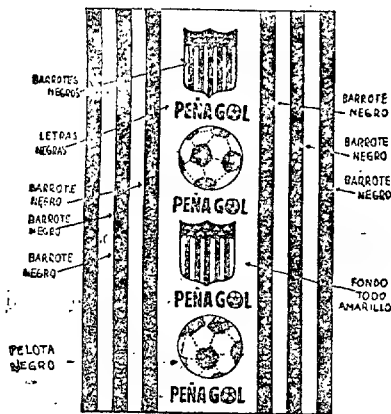 BARROTES
NEGROS
LETRAS
NEGRAS
BARROTE
NEGRO
BARROTE
NEGRO
BARROTE
NEGRO
PELOTA
NEGRO
PEÑA GOL
PEÑA GOL
PEÑA GOL
PEÑA GOL
BARROTE
NEGRO
BARROTE
NEGRO
BARROTE
NEGRO
FONDO
TODO
AMARILLO